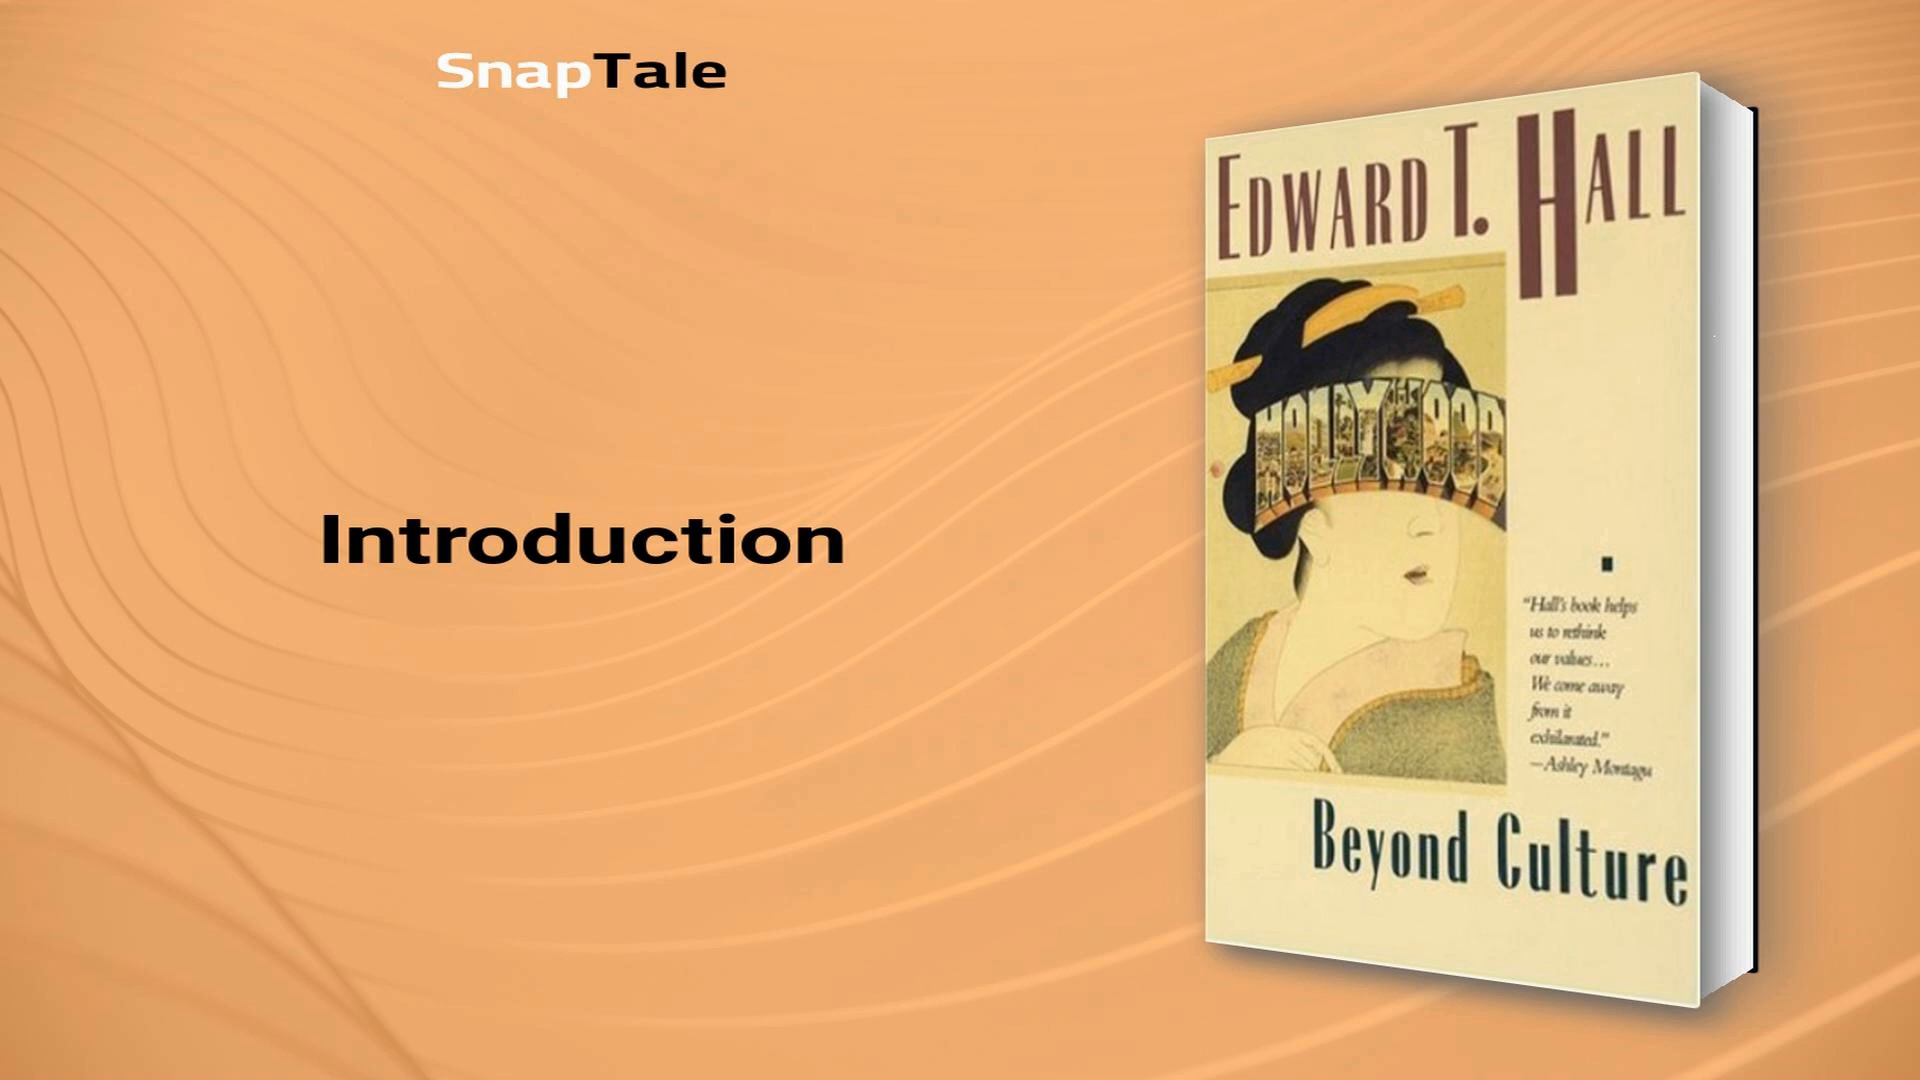 SnapTale
Introduction
EDWARD T. HALL
HOLLYWOOD
"Hall's book helps
us to rethink
our values...
We come away
from it
exhilarated."
—Ashley Montagu
Beyond Culture